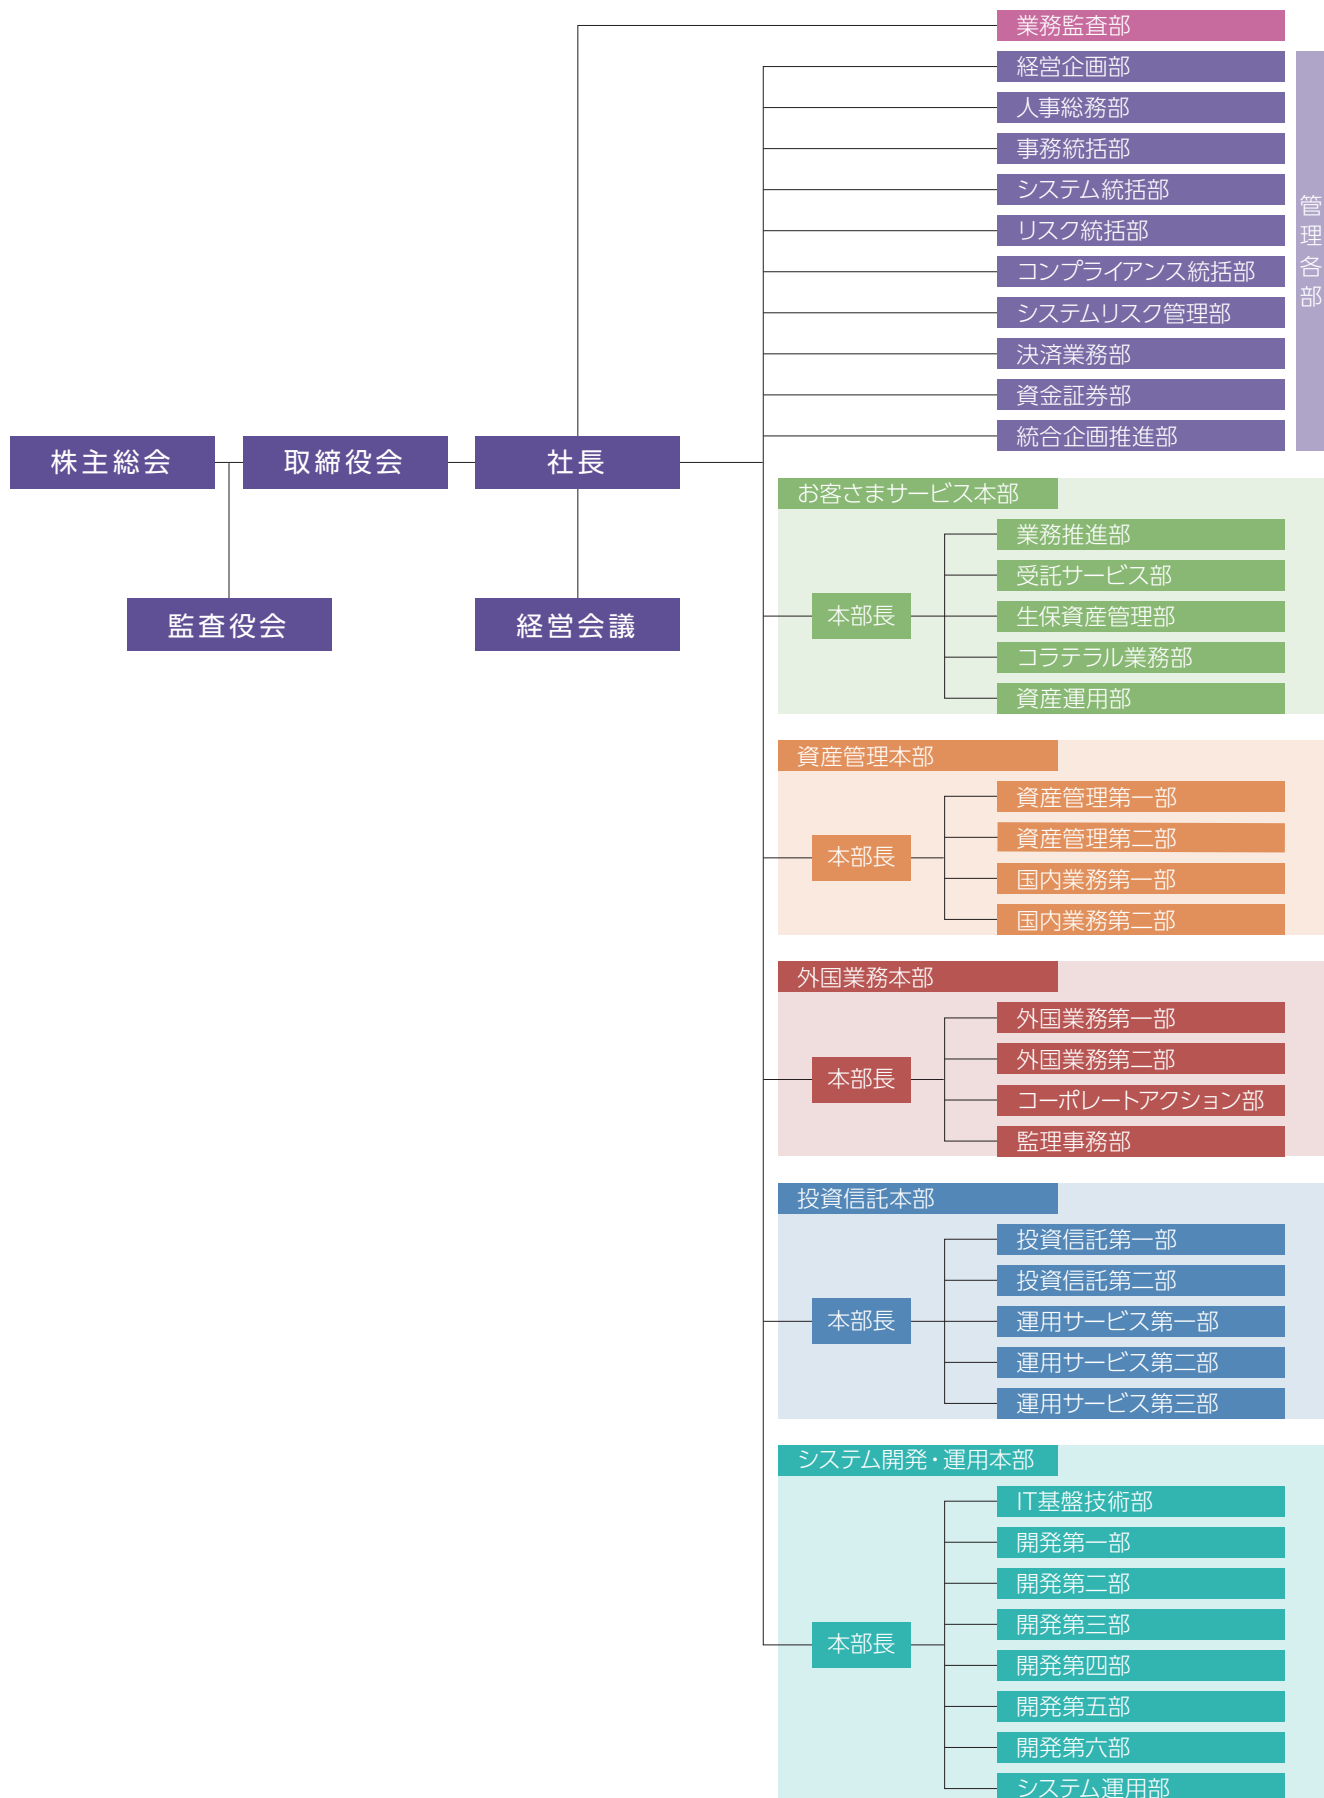 業務監査部
経営企画部
人事総務部
事務統括部
システム統括部
リスク統括部
コンプライアンス統括部
システムリスク管理部
決済業務部
資金証券部
統合企画推進部
管理各部
株主総会
取締役会
社長
監査役会
経営会議
お客さまサービス本部
本部長
業務推進部
受託サービス部
生保資産管理部
コラテラル業務部
資産運用部
資産管理本部
本部長
資産管理第一部
資産管理第二部
国内業務第一部
国内業務第二部
外国業務本部
本部長
外国業務第一部
外国業務第二部
コーポレートアクション部
監理事務部
投資信託本部
本部長
投資信託第一部
投資信託第二部
運用サービス第一部
運用サービス第二部
運用サービス第三部
システム開発・運用本部
本部長
IT基盤技術部
開発第一部
開発第二部
開発第三部
開発第四部
開発第五部
開発第六部
システム運用部